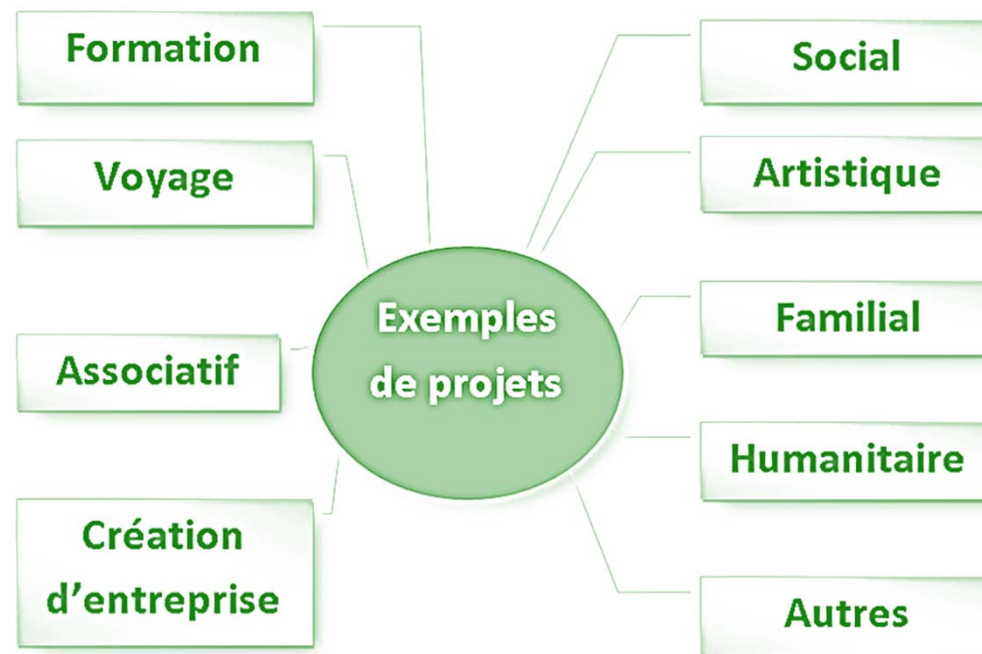 Formation
Voyage
Associatif
Création
d’entreprise
Exemples
de projets
Social
Artistique
Familial
Humanitaire
Autres